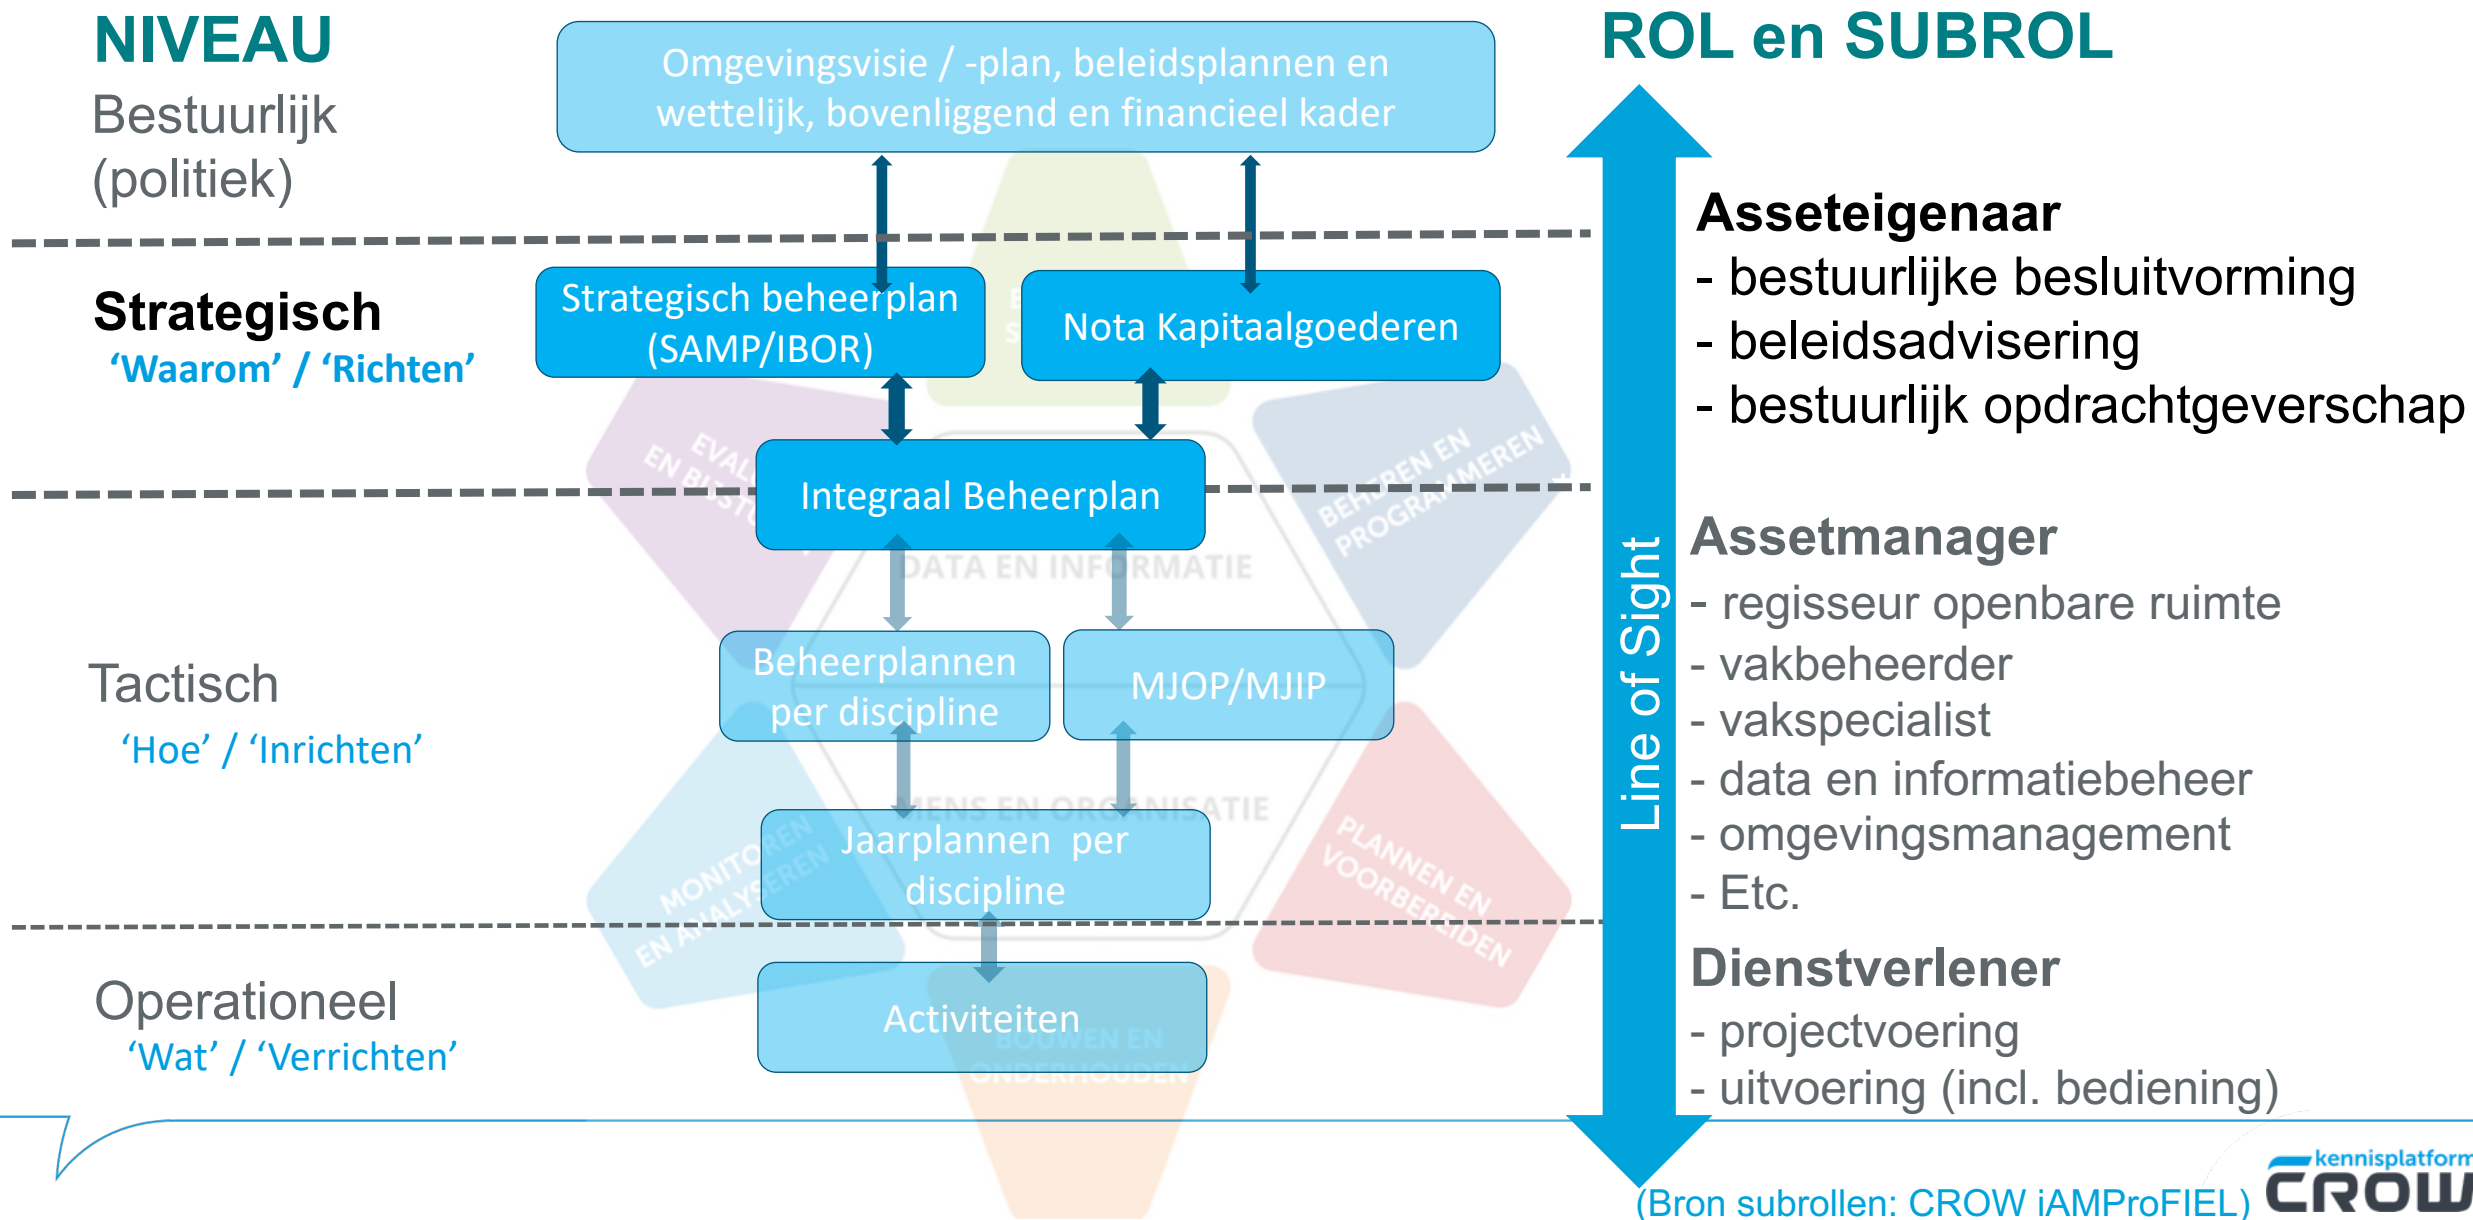 NIVEAU
Bestuurlijk
(politiek)
Omgevingsvisie / -plan, beleidsplannen en
wettelijk, bovenliggend en financieel kader
ROL en SUBROL
Strategisch
‘Waarom’ / ‘Richten’
Strategisch beheerplan
(SAMP/IBOR)
Nota Kapitaalgoederen
Integraal Beheerplan
Asseteigenaar
- bestuurlijke besluitvorming
- beleidsadvisering
- bestuurlijk opdrachtgeverschap
EN
BEHEREN EN
PROGRAMMEREN
DATA EN INFORMATIE
Tactisch
‘Hoe’ / ‘Inrichten’
Beheerplannen
per discipline
MJOP/MJIP
MENS EN ORGANISATIE
Jaarplannen per
discipline
MONITOREN
EN ANALYSEREN
PLANNEN EN
VOORBEREIDEN
Line of Sight
Assetmanager
- regisseur openbare ruimte
- vakbeheerder
- vakspecialist
- data en informatiebeheer
- omgevingsmanagement
- Etc.
Operationeel
‘Wat’ / ‘Verrichten’
Activiteiten
BOUWEN EN
ONDERHOUDEN
Dienstverlener
- projectvoering
- uitvoering (incl. bediening)
(Bron subrollen: CROW iAMProFIEL)
kennisplatform
CROW